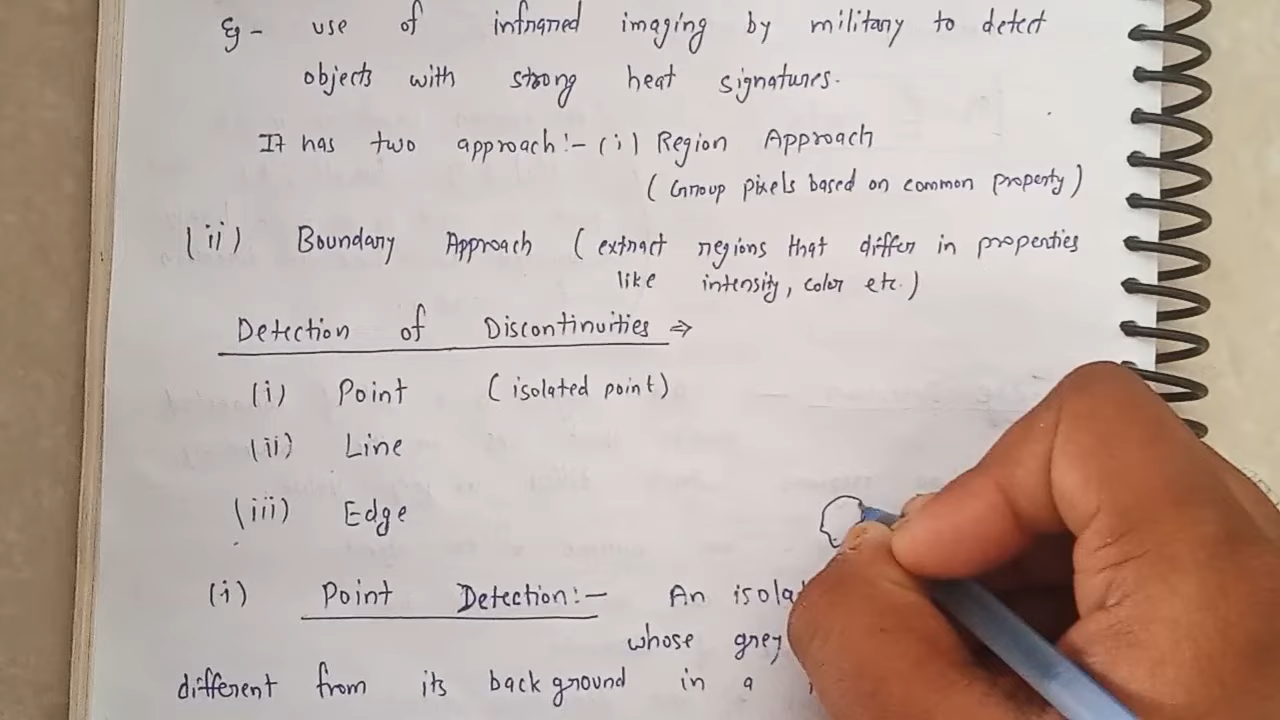 Eg - use of infrared imaging by military to detect
objects with strong heat signatures.
It has two approach:- (i) Region Approach
(Group pixels based on common property)
(ii) Boundary Approach (extract regions that differ in properties
like intensity, color etc.)
Detection of Discontinuities ⇒
(i) Point (isolated point)
(ii) Line
(iii) Edge
(i) Point Detection:- An
whose grey
different from its background in a